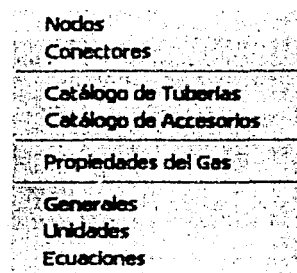 Nodos
Conectores
Catálogo de Tuberías
Catálogo de Accesorios
Propiedades del Gas
Generales
Unidades
Ecuaciones